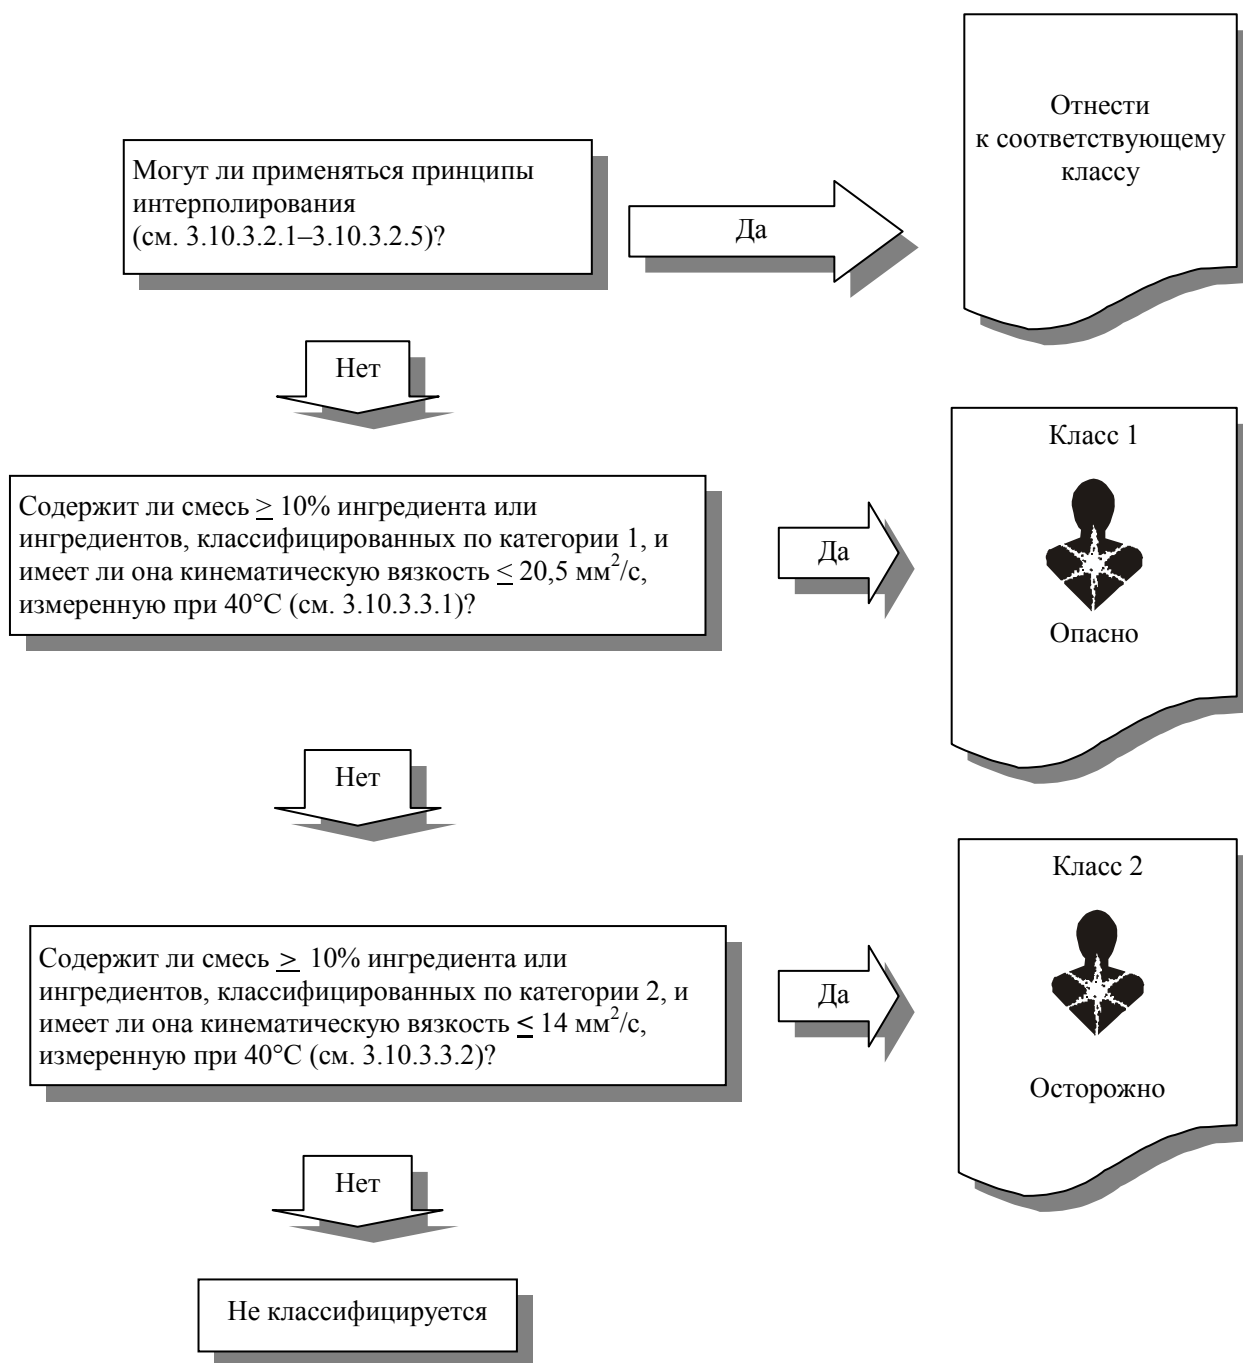 Могут ли применяться принципы
интерполирования
(см. 3.10.3.2.1–3.10.3.2.5)?
Да
Отнести
к соответствующему
классу
Нет
Содержит ли смесь ≥ 10% ингредиента или
ингредиентов, классифицированных по категории 1, и
имеет ли она кинематическую вязкость ≤ 20,5 мм²/с,
измеренную при 40°C (см. 3.10.3.3.1)?
Да
Класс 1
Опасно
Нет
Содержит ли смесь ≥ 10% ингредиента или
ингредиентов, классифицированных по категории 2, и
имеет ли она кинематическую вязкость ≤ 14 мм²/с,
измеренную при 40°C (см. 3.10.3.3.2)?
Да
Класс 2
Осторожно
Нет
Не классифицируется